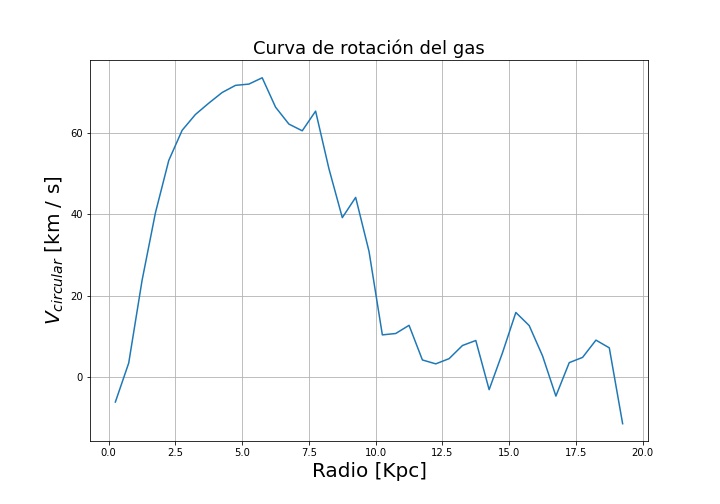 Curva de rotación del gas
V_circular [km / s]
60
40
20
0
0.0 2.5 5.0 7.5 10.0 12.5 15.0 17.5 20.0
Radio [Kpc]